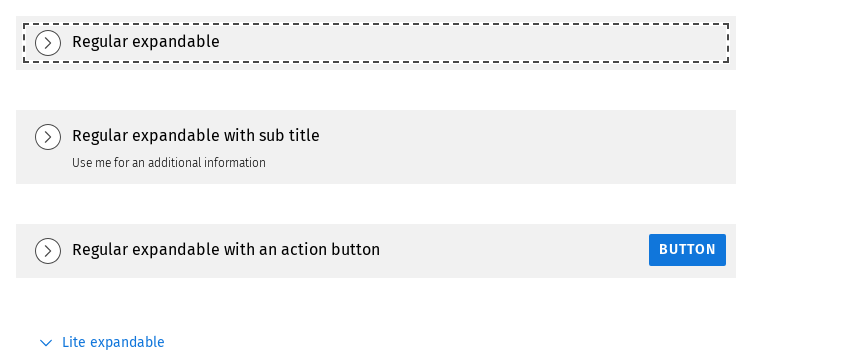 Regular expandable
Regular expandable with sub title
Use me for an additional information
Regular expandable with an action button
BUTTON
Lite expandable